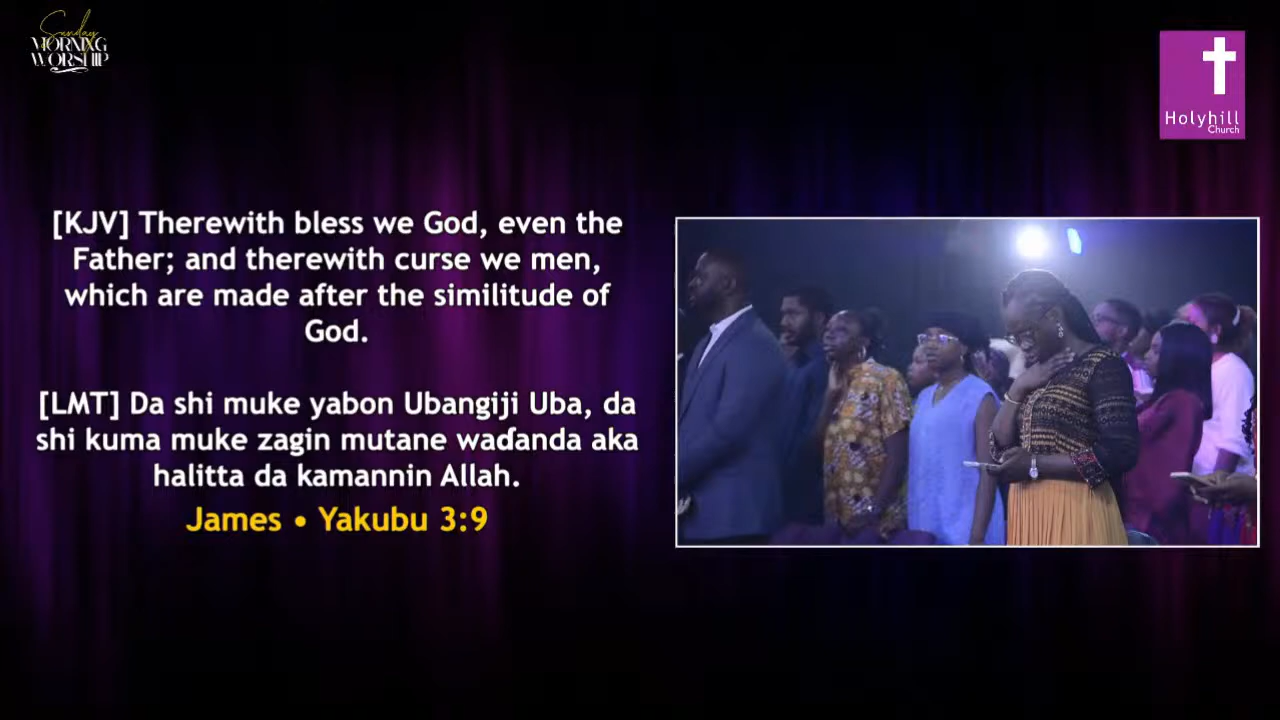 Sunday
MORNING
WORSHIP
Holyhill
Church
[KJV] Therewith bless we God, even the
Father; and therewith curse we men,
which are made after the similitude of
God.
[LMT] Da shi muke yabon Ubangiji Uba, da
shi kuma muke zagin mutane waɗanda aka
halitta da kamannin Allah.
James • Yakubu 3:9